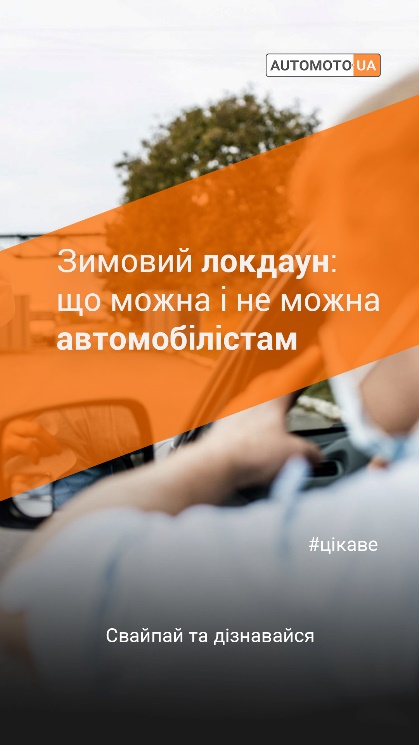 AUTOMOTO.UA
Зимовий локдаун:
що можна і не можна
автомобілістам
#цікаве
Свайпай та дізнавайся